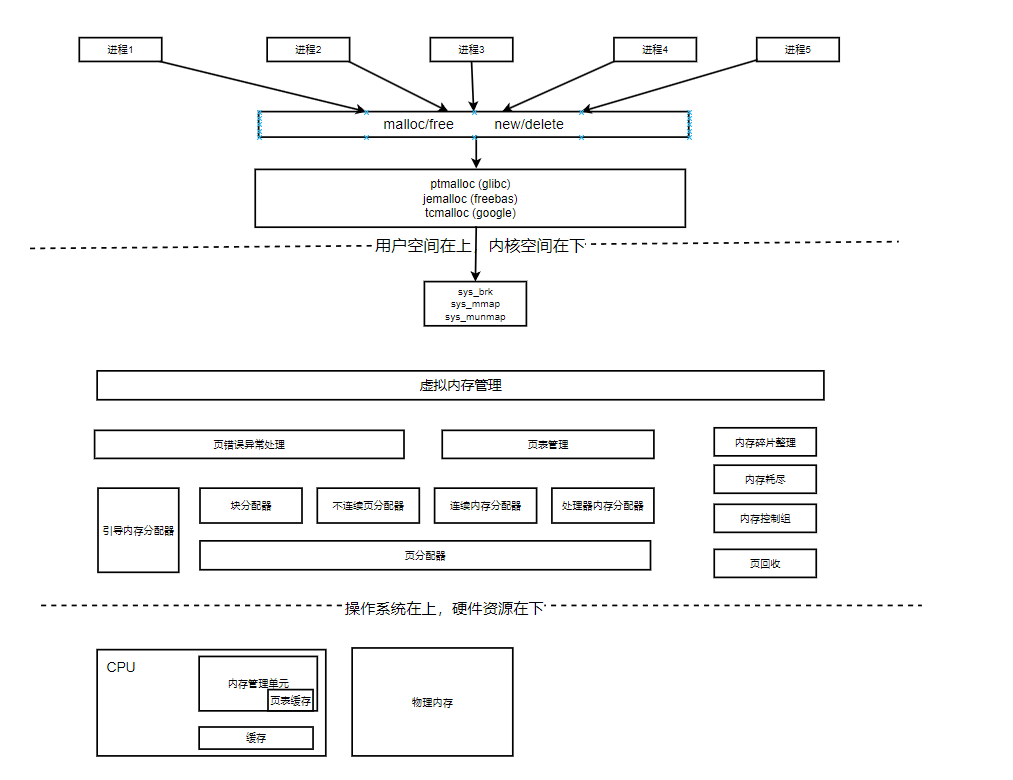 进程1
进程2
进程3
进程4
进程5
malloc/free new/delete
ptmalloc (glibc)
jemalloc (freebas)
tcmalloc (google)
用户空间在上，内核空间在下
sys_brk
sys_mmap
sys_munmap
虚拟内存管理
页错误异常处理
页表管理
内存碎片整理
内存耗尽
引导内存分配器
块分配器
不连续页分配器
连续内存分配器
处理器内存分配器
内存控制组
页分配器
页回收
操作系统在上，硬件资源在下
CPU
内存管理单元
页表缓存
缓存
物理内存